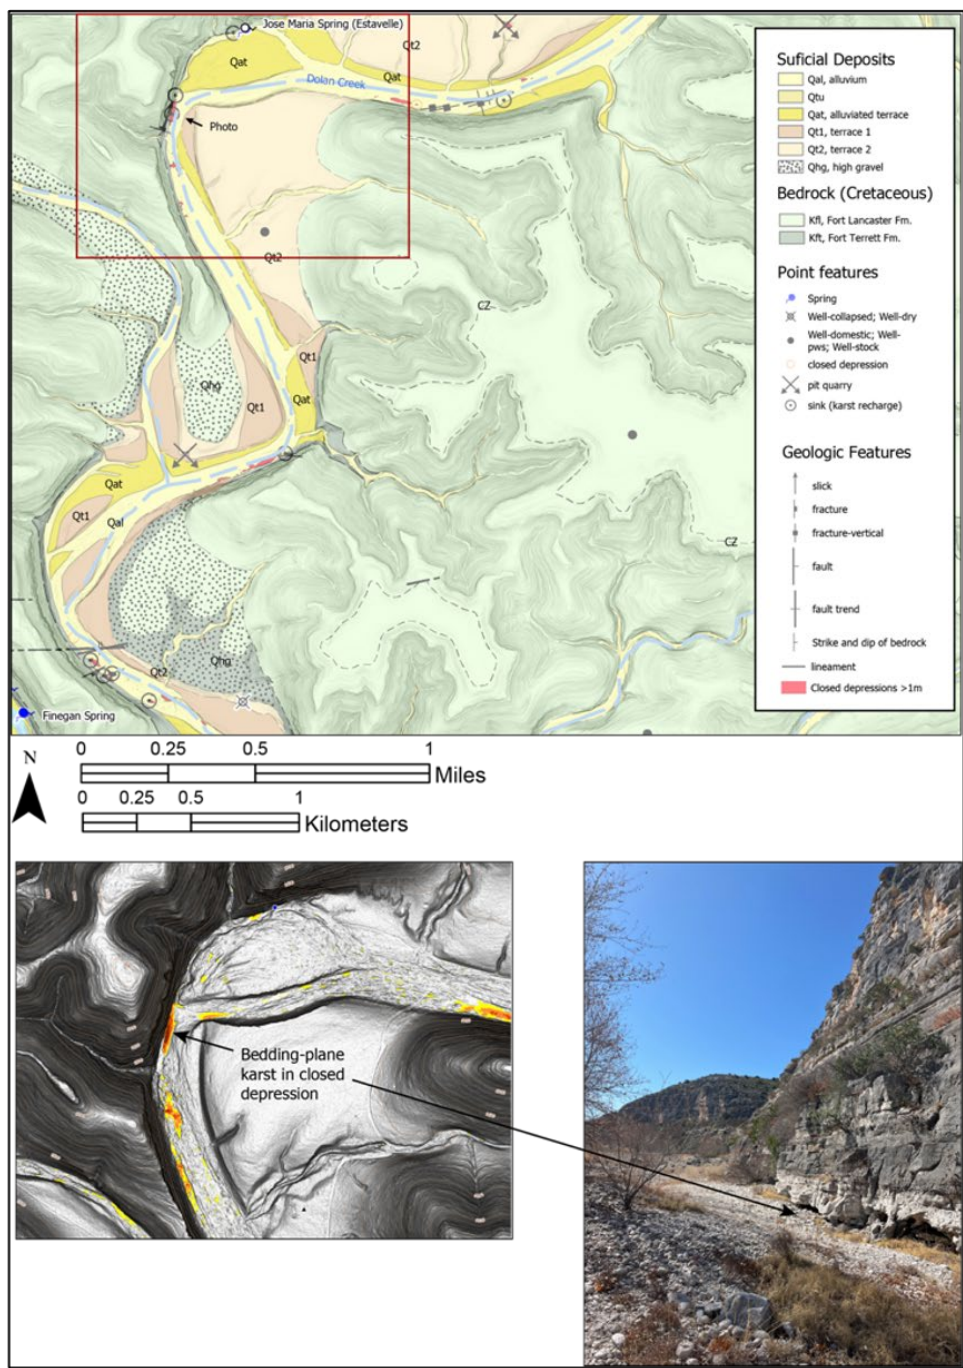 Jose Maria Spring (Estavelle)
Qt2
Qat
Qat
Dolan Creek
Photo
Qt2
CZ
Qt1
Qhg
Qt1
Qat
Qat
Qt1
Qal
CZ
Qhg
Qt2
Finegan Spring
Suficial Deposits
Qal, alluvium
Qtu
Qat, alluviated terrace
Qt1, terrace 1
Qt2, terrace 2
Qhg, high gravel
Bedrock (Cretaceous)
Kfl, Fort Lancaster Fm.
Kft, Fort Terrett Fm.
Point features
Spring
Well-collapsed; Well-dry
Well-domestic; Well-
pws; Well-stock
closed depression
pit quarry
sink (karst recharge)
Geologic Features
slick
fracture
fracture-vertical
fault
fault trend
Strike and dip of bedrock
lineament
Closed depressions >1m
N
0 0.25 0.5 1
Miles
0 0.25 0.5 1
Kilometers
Bedding-plane
karst in closed
depression